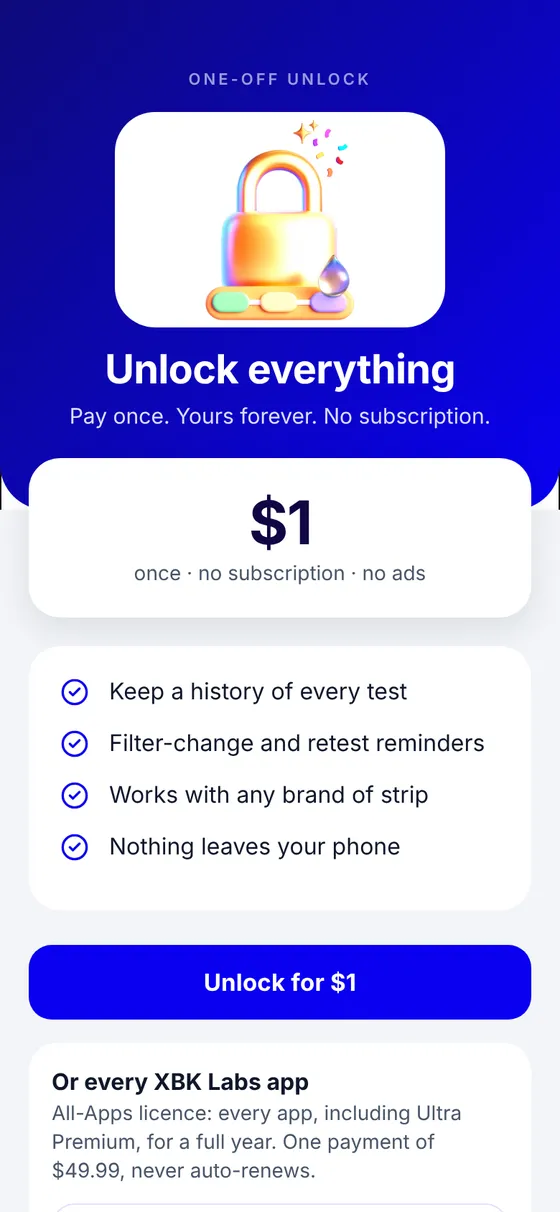 ONE-OFF UNLOCK
Unlock everything
Pay once. Yours forever. No subscription.
$1
once · no subscription · no ads
Keep a history of every test
Filter-change and retest reminders
Works with any brand of strip
Nothing leaves your phone
Unlock for $1
Or every XBK Labs app
All-Apps licence: every app, including Ultra
Premium, for a full year. One payment of
$49.99, never auto-renews.